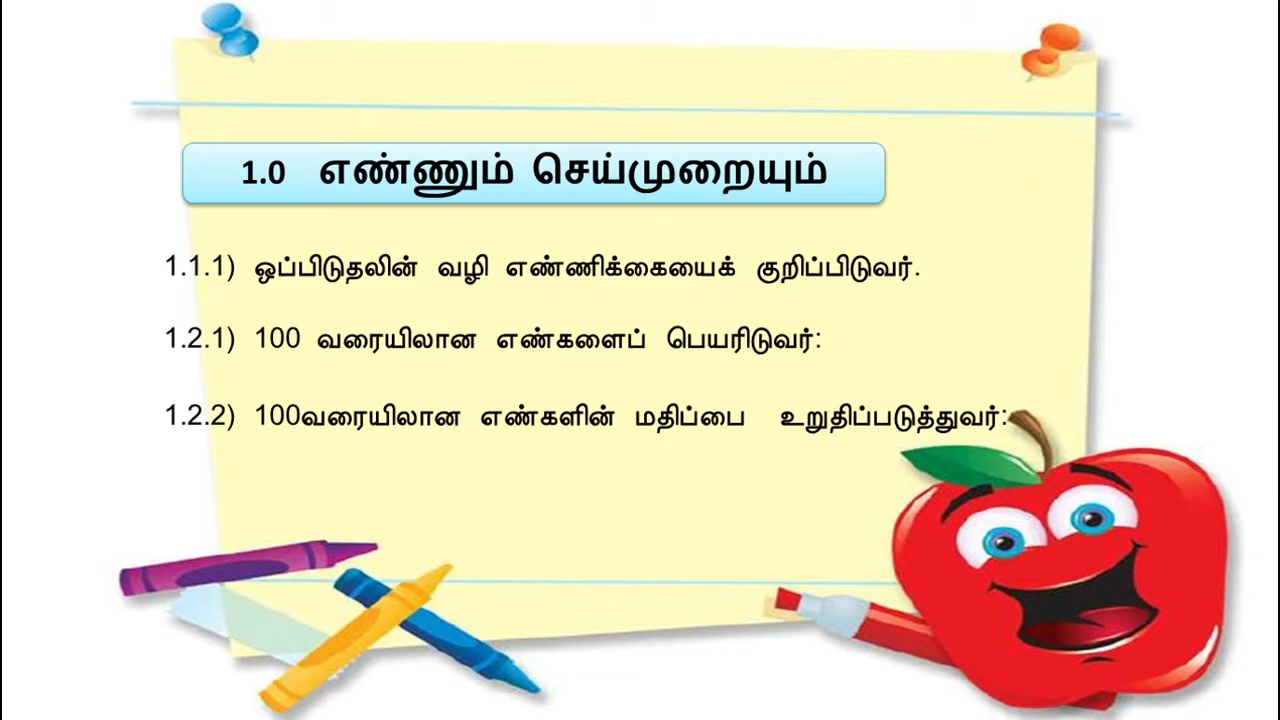 1.0 எண்ணும் செய்முறையும்
1.1.1) ஒப்பிடுதலின் வழி எண்ணிக்கையைக் குறிப்பிடுவர்.
1.2.1) 100 வரையிலான எண்களைப் பெயரிடுவர்:
1.2.2) 100வரையிலான எண்களின் மதிப்பை உறுதிப்படுத்துவர்: